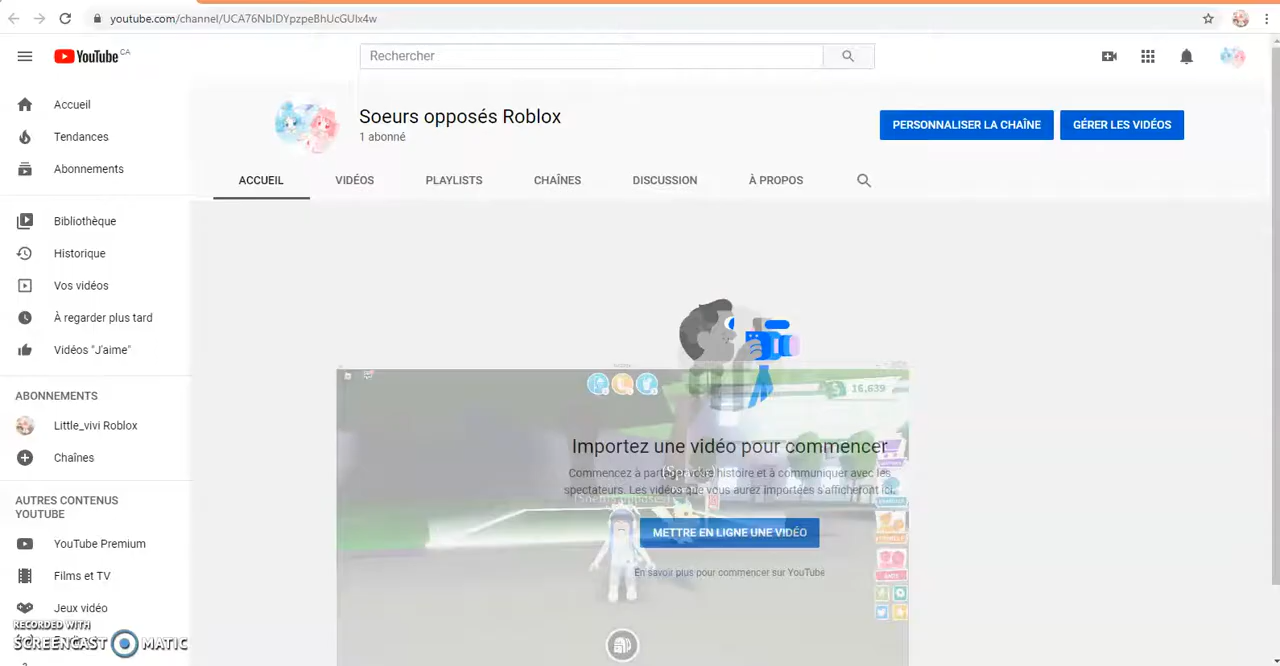 youtube.com/channel/UCA76NbIDYpzpeBhUcGUlx4w
YouTube CA
Rechercher
Accueil
Tendances
Abonnements
Bibliothèque
Historique
Vos vidéos
À regarder plus tard
Vidéos "J'aime"
ABONNEMENTS
Little_vivi Roblox
Chaînes
AUTRES CONTENUS
YOUTUBE
YouTube Premium
Films et TV
Jeux vidéo
RECORDED WITH
SCREENCAST MATIC
Soeurs opposés Roblox
1 abonné
PERSONNALISER LA CHAÎNE
GÉRER LES VIDÉOS
ACCUEIL
VIDÉOS
PLAYLISTS
CHAÎNES
DISCUSSION
À PROPOS
$ 16,639
Importez une vidéo pour commencer
Commencez à partager votre histoire et à communiquer avec les
spectateurs. Les vidéos que vous aurez importées s'afficheront ici.
METTRE EN LIGNE UNE VIDÉO
En savoir plus pour commencer sur YouTube